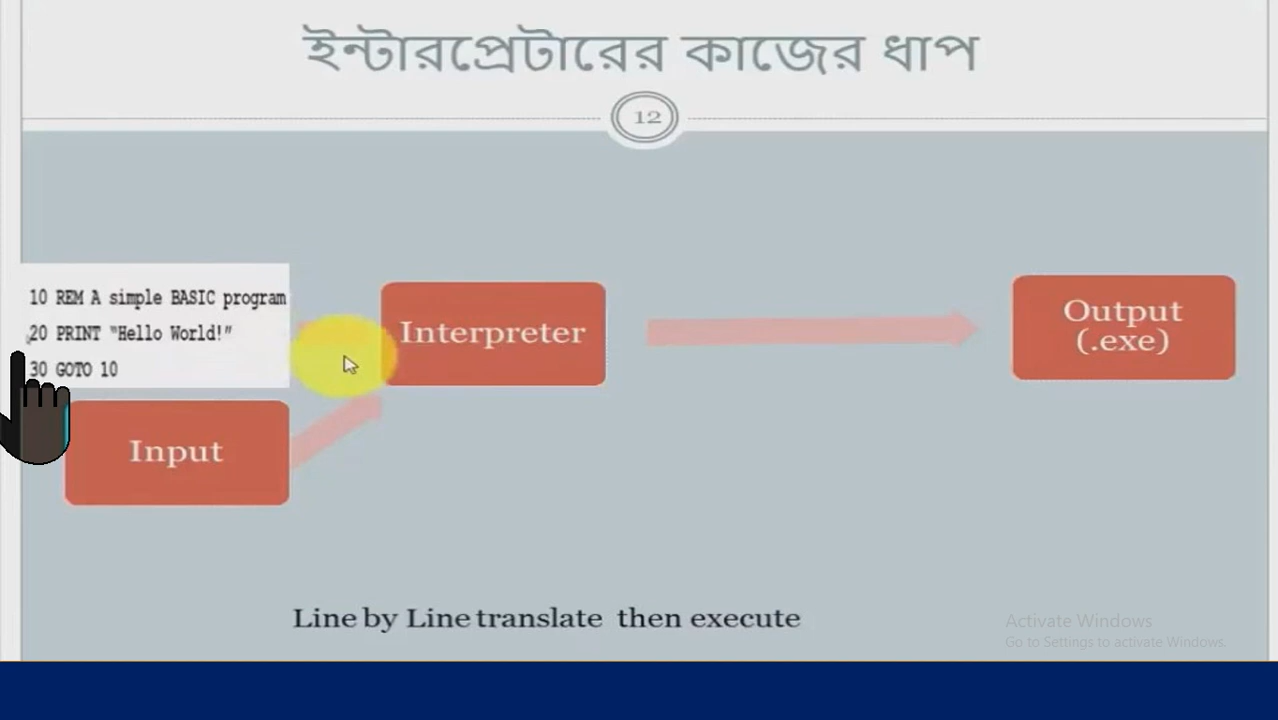 ইন্টারপ্রেটারের কাজের ধাপ
12
10 REM A simple BASIC program
20 PRINT “Hello World!”
30 GOTO 10
Interpreter
Output
(.exe)
Input
Line by Line translate then execute
Activate Windows
Go to Settings to activate Windows.